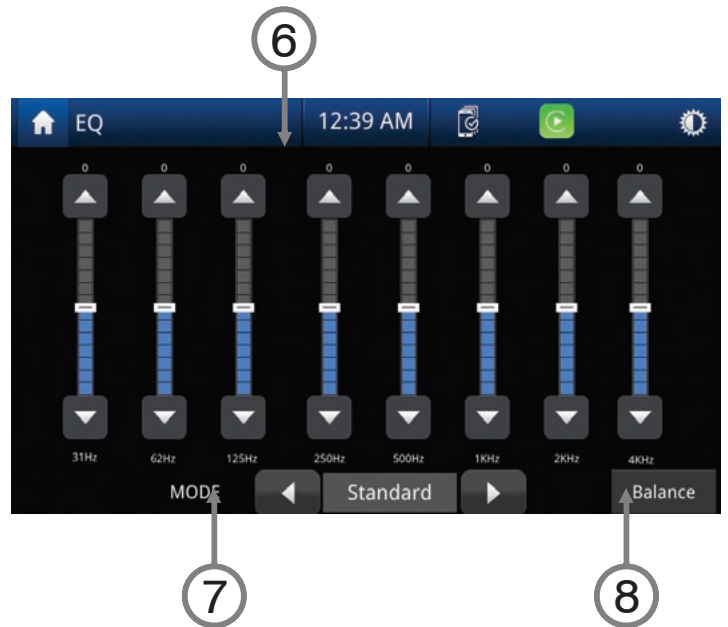 6
EQ 12:39 AM
0 0 0 0 0 0 0 0
31Hz 62Hz 125Hz 250Hz 500Hz 1KHz 2KHz 4KHz
MODE Standard Balance
7 8